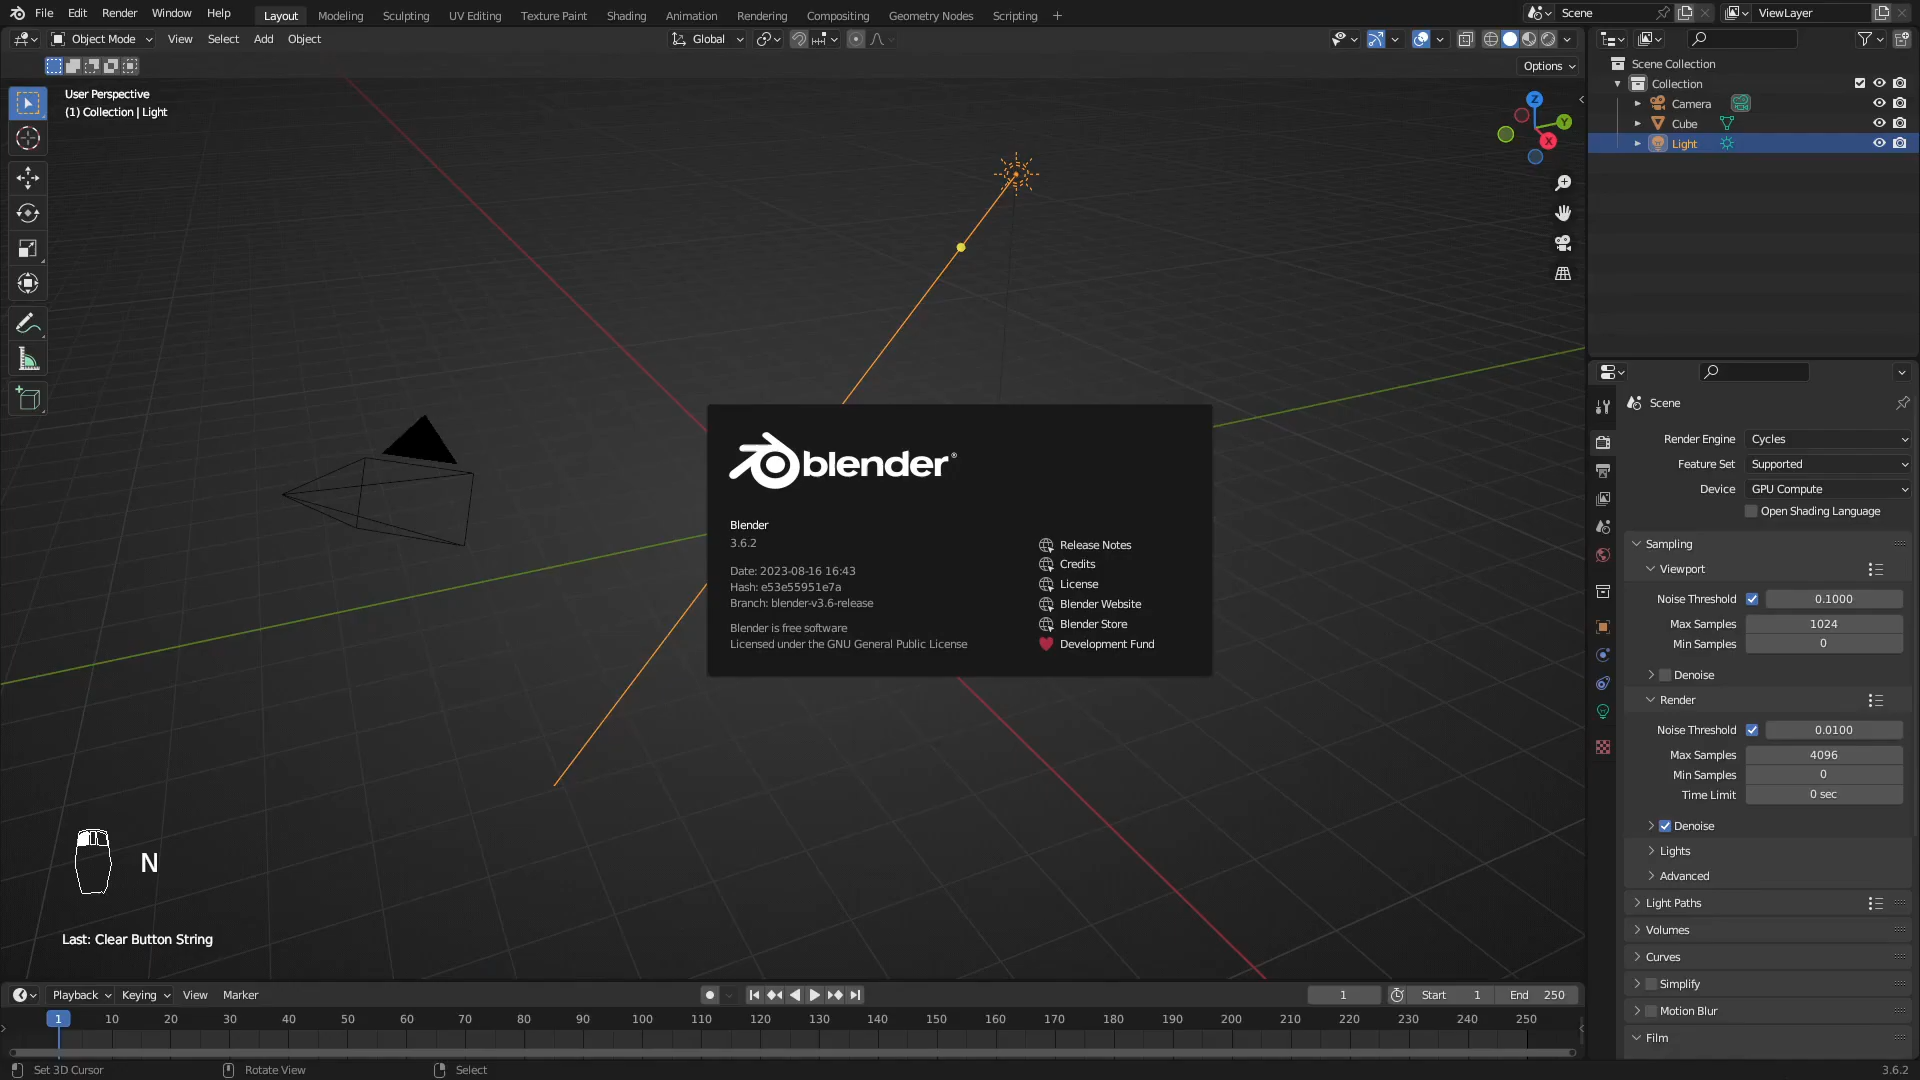 File Edit Render Window Help Layout Modeling Sculpting UV Editing Texture Paint Shading Animation Rendering Compositing Geometry Nodes Scripting + Scene ViewLayer
Object Mode View Select Add Object Global
Options
User Perspective
(1) Collection | Light
Z
Y
X
Scene Collection
Collection
Camera
Cube
Light
Scene
Render Engine Cycles
Feature Set Supported
Device GPU Compute
Open Shading Language
Sampling
Viewport
Noise Threshold 0.1000
Max Samples 1024
Min Samples 0
Denoise
Render
Noise Threshold 0.0100
Max Samples 4096
Min Samples 0
Time Limit 0 sec
Denoise
Lights
Advanced
Light Paths
Volumes
Curves
Simplify
Motion Blur
Film
blender®
Blender
3.6.2
Date: 2023-08-16 16:43
Hash: e53e55951e7a
Branch: blender-v3.6-release
Blender is free software
Licensed under the GNU General Public License
Release Notes
Credits
License
Blender Website
Blender Store
Development Fund
N
Last: Clear Button String
Playback Keying View Marker 1 Start 1 End 250
1 10 20 30 40 50 60 70 80 90 100 110 120 130 140 150 160 170 180 190 200 210 220 230 240 250
Set 3D Cursor Rotate View Select 3.6.2